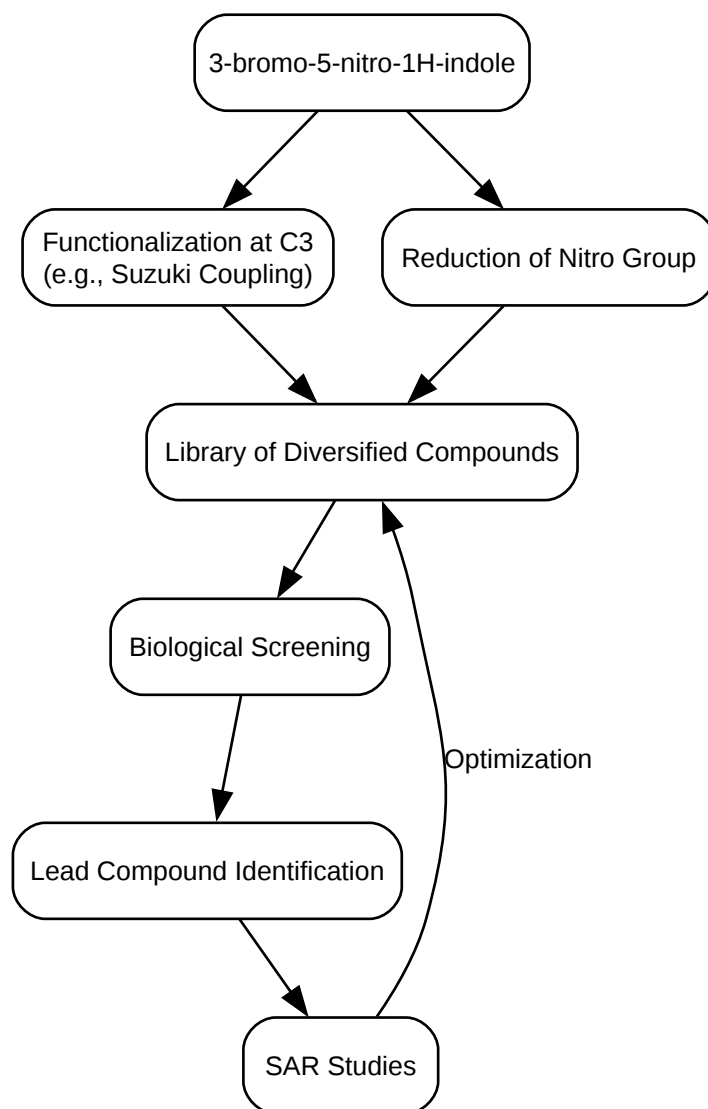 3-bromo-5-nitro-1H-indole
Functionalization at C3
(e.g., Suzuki Coupling)
Reduction of Nitro Group
Library of Diversified Compounds
Biological Screening
Optimization
Lead Compound Identification
SAR Studies